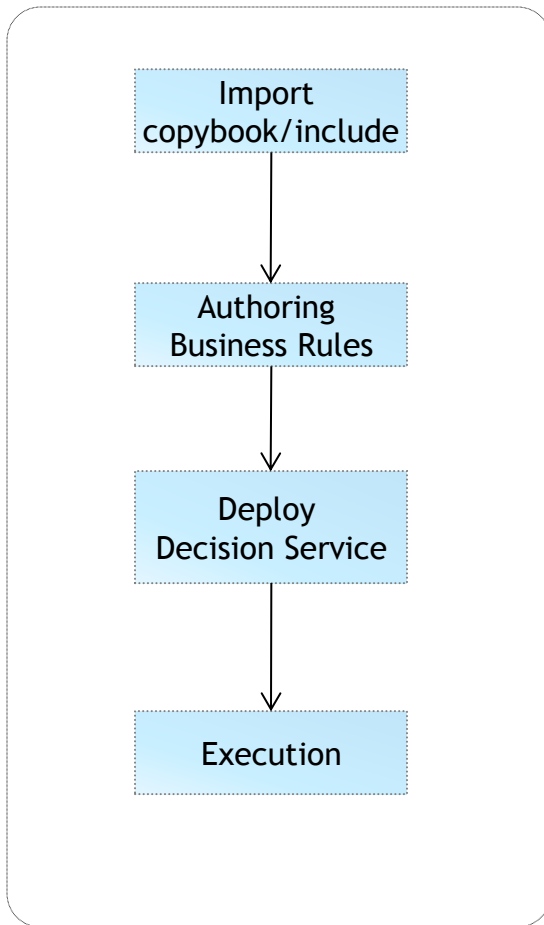 Import
copybook/include
Authoring
Business Rules
Deploy
Decision Service
Execution